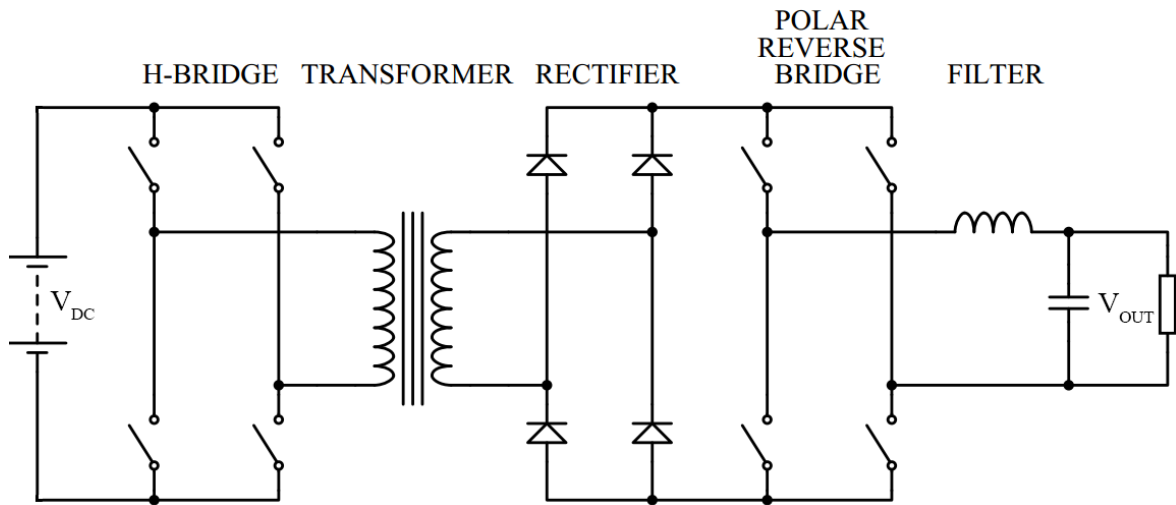 H-BRIDGE
TRANSFORMER
RECTIFIER
POLAR
REVERSE
BRIDGE
FILTER
V_DC
V_OUT